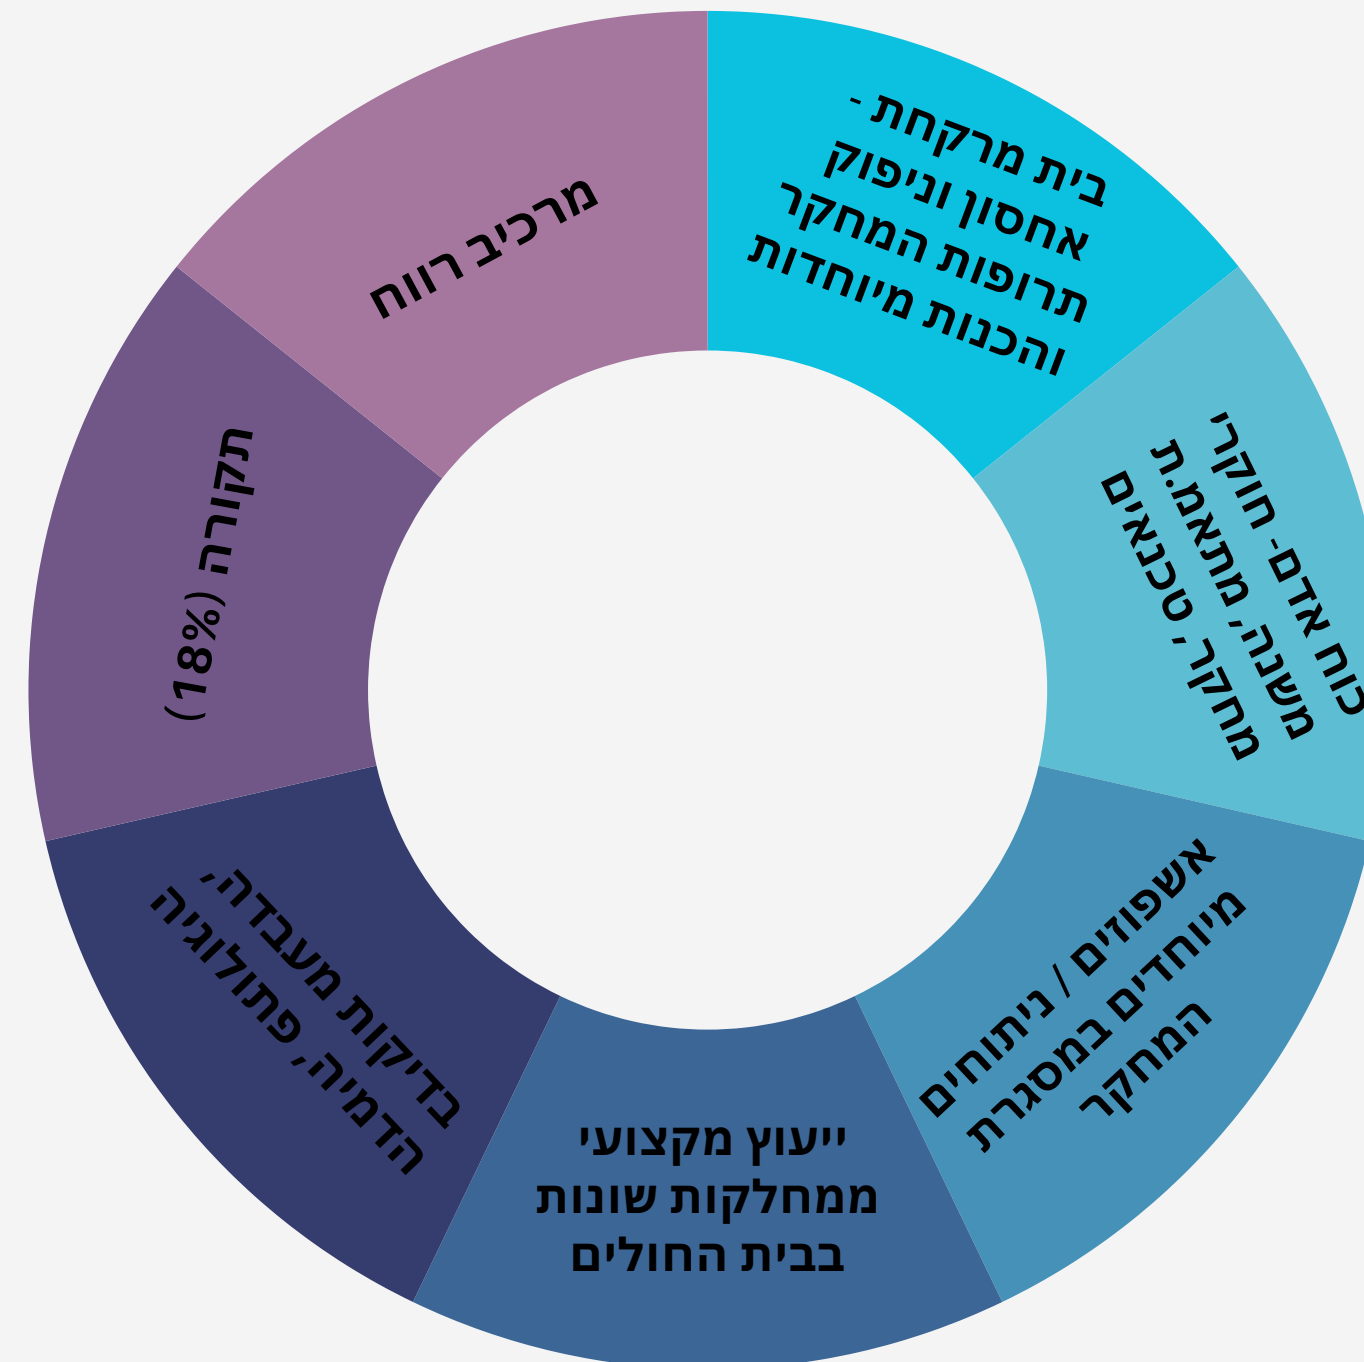 בית מרקחת -
אחסון וניפוק
תרופות המחקר
והכנות מיוחדות
כוח אדם- חוקרי
משנה, מתאמ.ת
מחקר, טכנאים
אשפוזים / ניתוחים
מיוחדים במסגרת
המחקר
ייעוץ מקצועי
ממחלקות שונות
בבית החולים
בדיקות מעבדה,
הדמיה, פתולוגיה
תקורה (18%)
מרכיב רווח